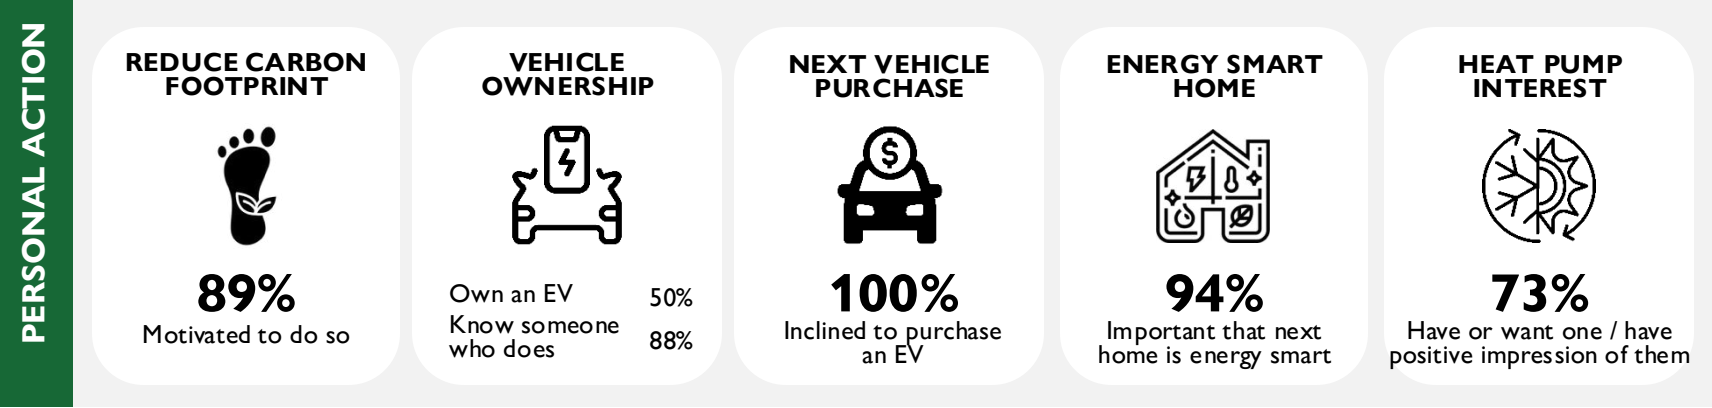 PERSONAL ACTION
REDUCE CARBON
FOOTPRINT
89%
Motivated to do so
VEHICLE
OWNERSHIP
Own an EV 50%
Know someone
who does 88%
NEXT VEHICLE
PURCHASE
$
100%
Inclined to purchase
an EV
ENERGY SMART
HOME
94%
Important that next
home is energy smart
HEAT PUMP
INTEREST
73%
Have or want one / have
positive impression of them